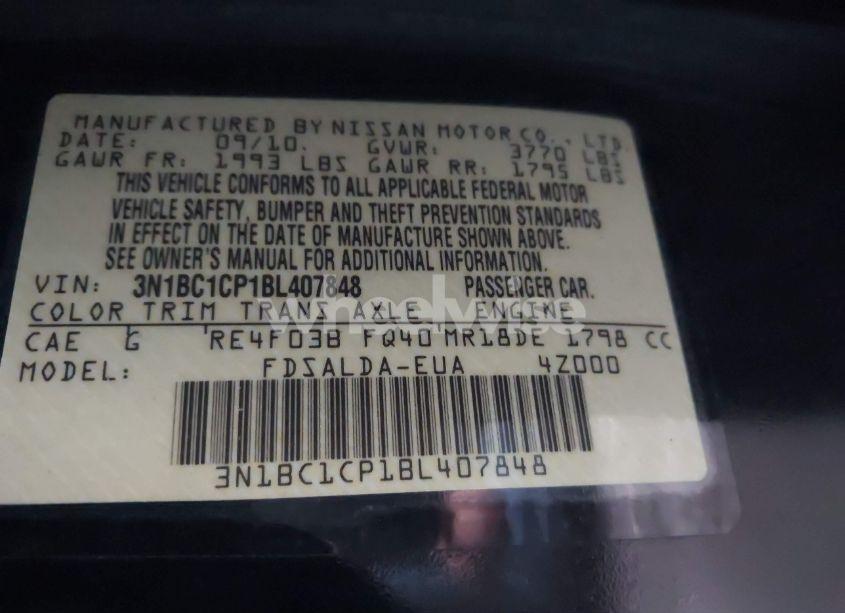 MANUFACTURED BY NISSAN MOTOR CO., LTD.
DATE: 09/10. GVWR: 3770 LBS
GAWR FR: 1993 LBS GAWR RR: 1795 LBS
THIS VEHICLE CONFORMS TO ALL APPLICABLE FEDERAL MOTOR
VEHICLE SAFETY, BUMPER AND THEFT PREVENTION STANDARDS
IN EFFECT ON THE DATE OF MANUFACTURE SHOWN ABOVE.
SEE OWNER'S MANUAL FOR ADDITIONAL INFORMATION.
VIN: 3N1BC1CP1BL407848 PASSENGER CAR.
wheelwise
COLOR TRIM TRANS AXLE ENGINE
CAE G RE4F03B FQ40 MR18DE 1798 CC
MODEL: FDSALDA-EUA 4Z000
3N1BC1CP1BL407848